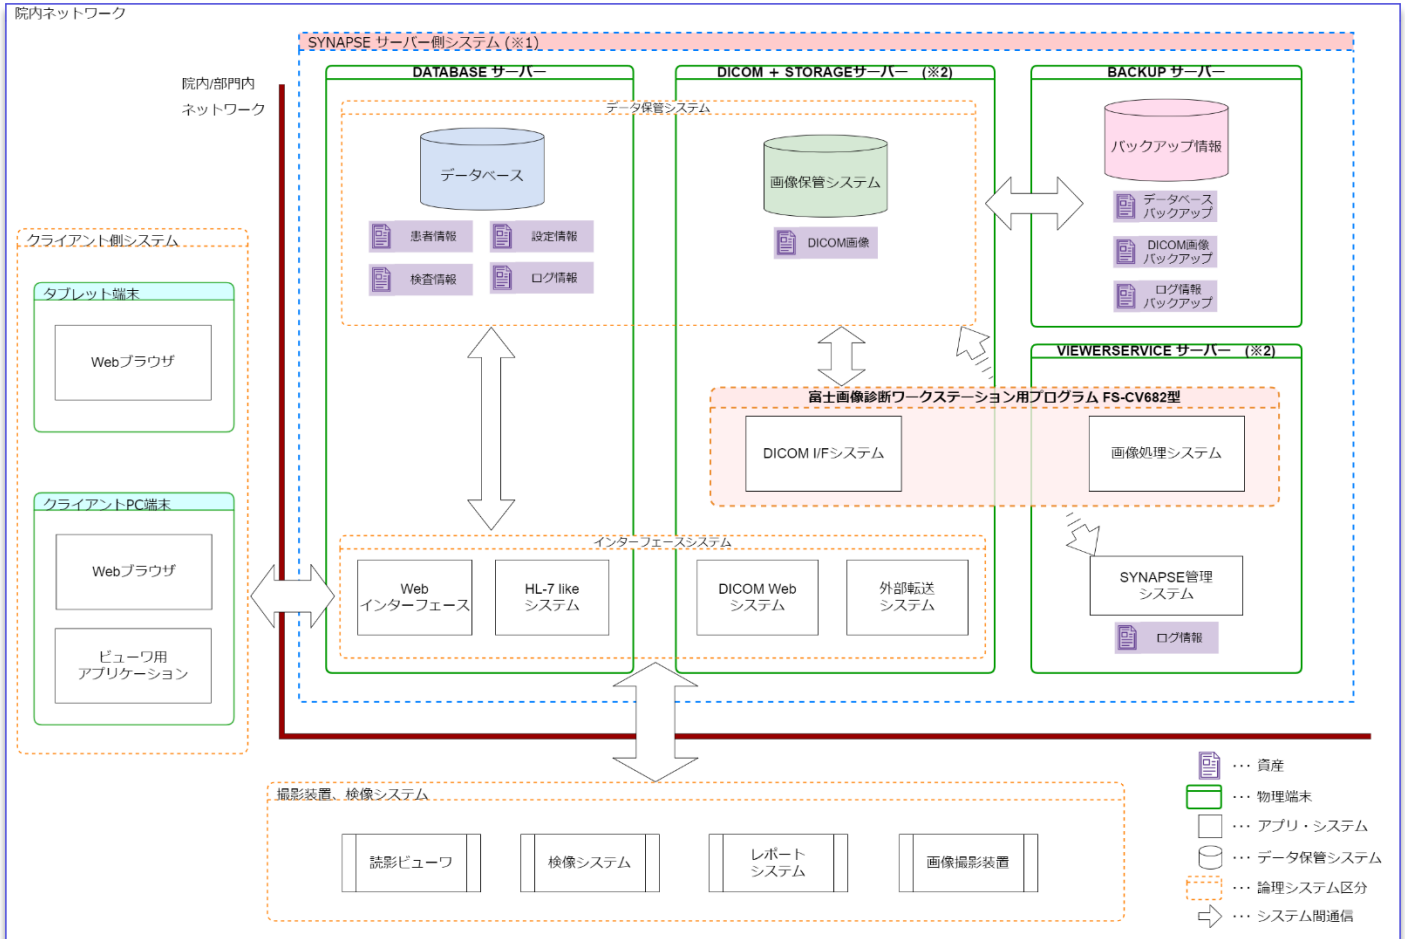 院内ネットワーク
SYNAPSE サーバー側システム (※1)
院内/部門内
ネットワーク
DATABASE サーバー
DICOM + STORAGEサーバー (※2)
BACKUP サーバー
データ保管システム
データベース
画像保管システム
バックアップ情報
患者情報
設定情報
検査情報
ログ情報
DICOM画像
データベース
バックアップ
DICOM画像
バックアップ
ログ情報
バックアップ
クライアント側システム
タブレット端末
Webブラウザ
クライアントPC端末
Webブラウザ
ビューワ用
アプリケーション
VIEWERSERVICE サーバー (※2)
富士画像診断ワークステーション用プログラム FS-CV682型
DICOM I/Fシステム
画像処理システム
インターフェースシステム
Web
インターフェース
HL-7 like
システム
DICOM Web
システム
外部転送
システム
SYNAPSE管理
システム
ログ情報
撮影装置、検像システム
読影ビューワ
検像システム
レポート
システム
画像撮影装置
··· 資産
··· 物理端末
··· アプリ・システム
··· データ保管システム
··· 論理システム区分
··· システム間通信